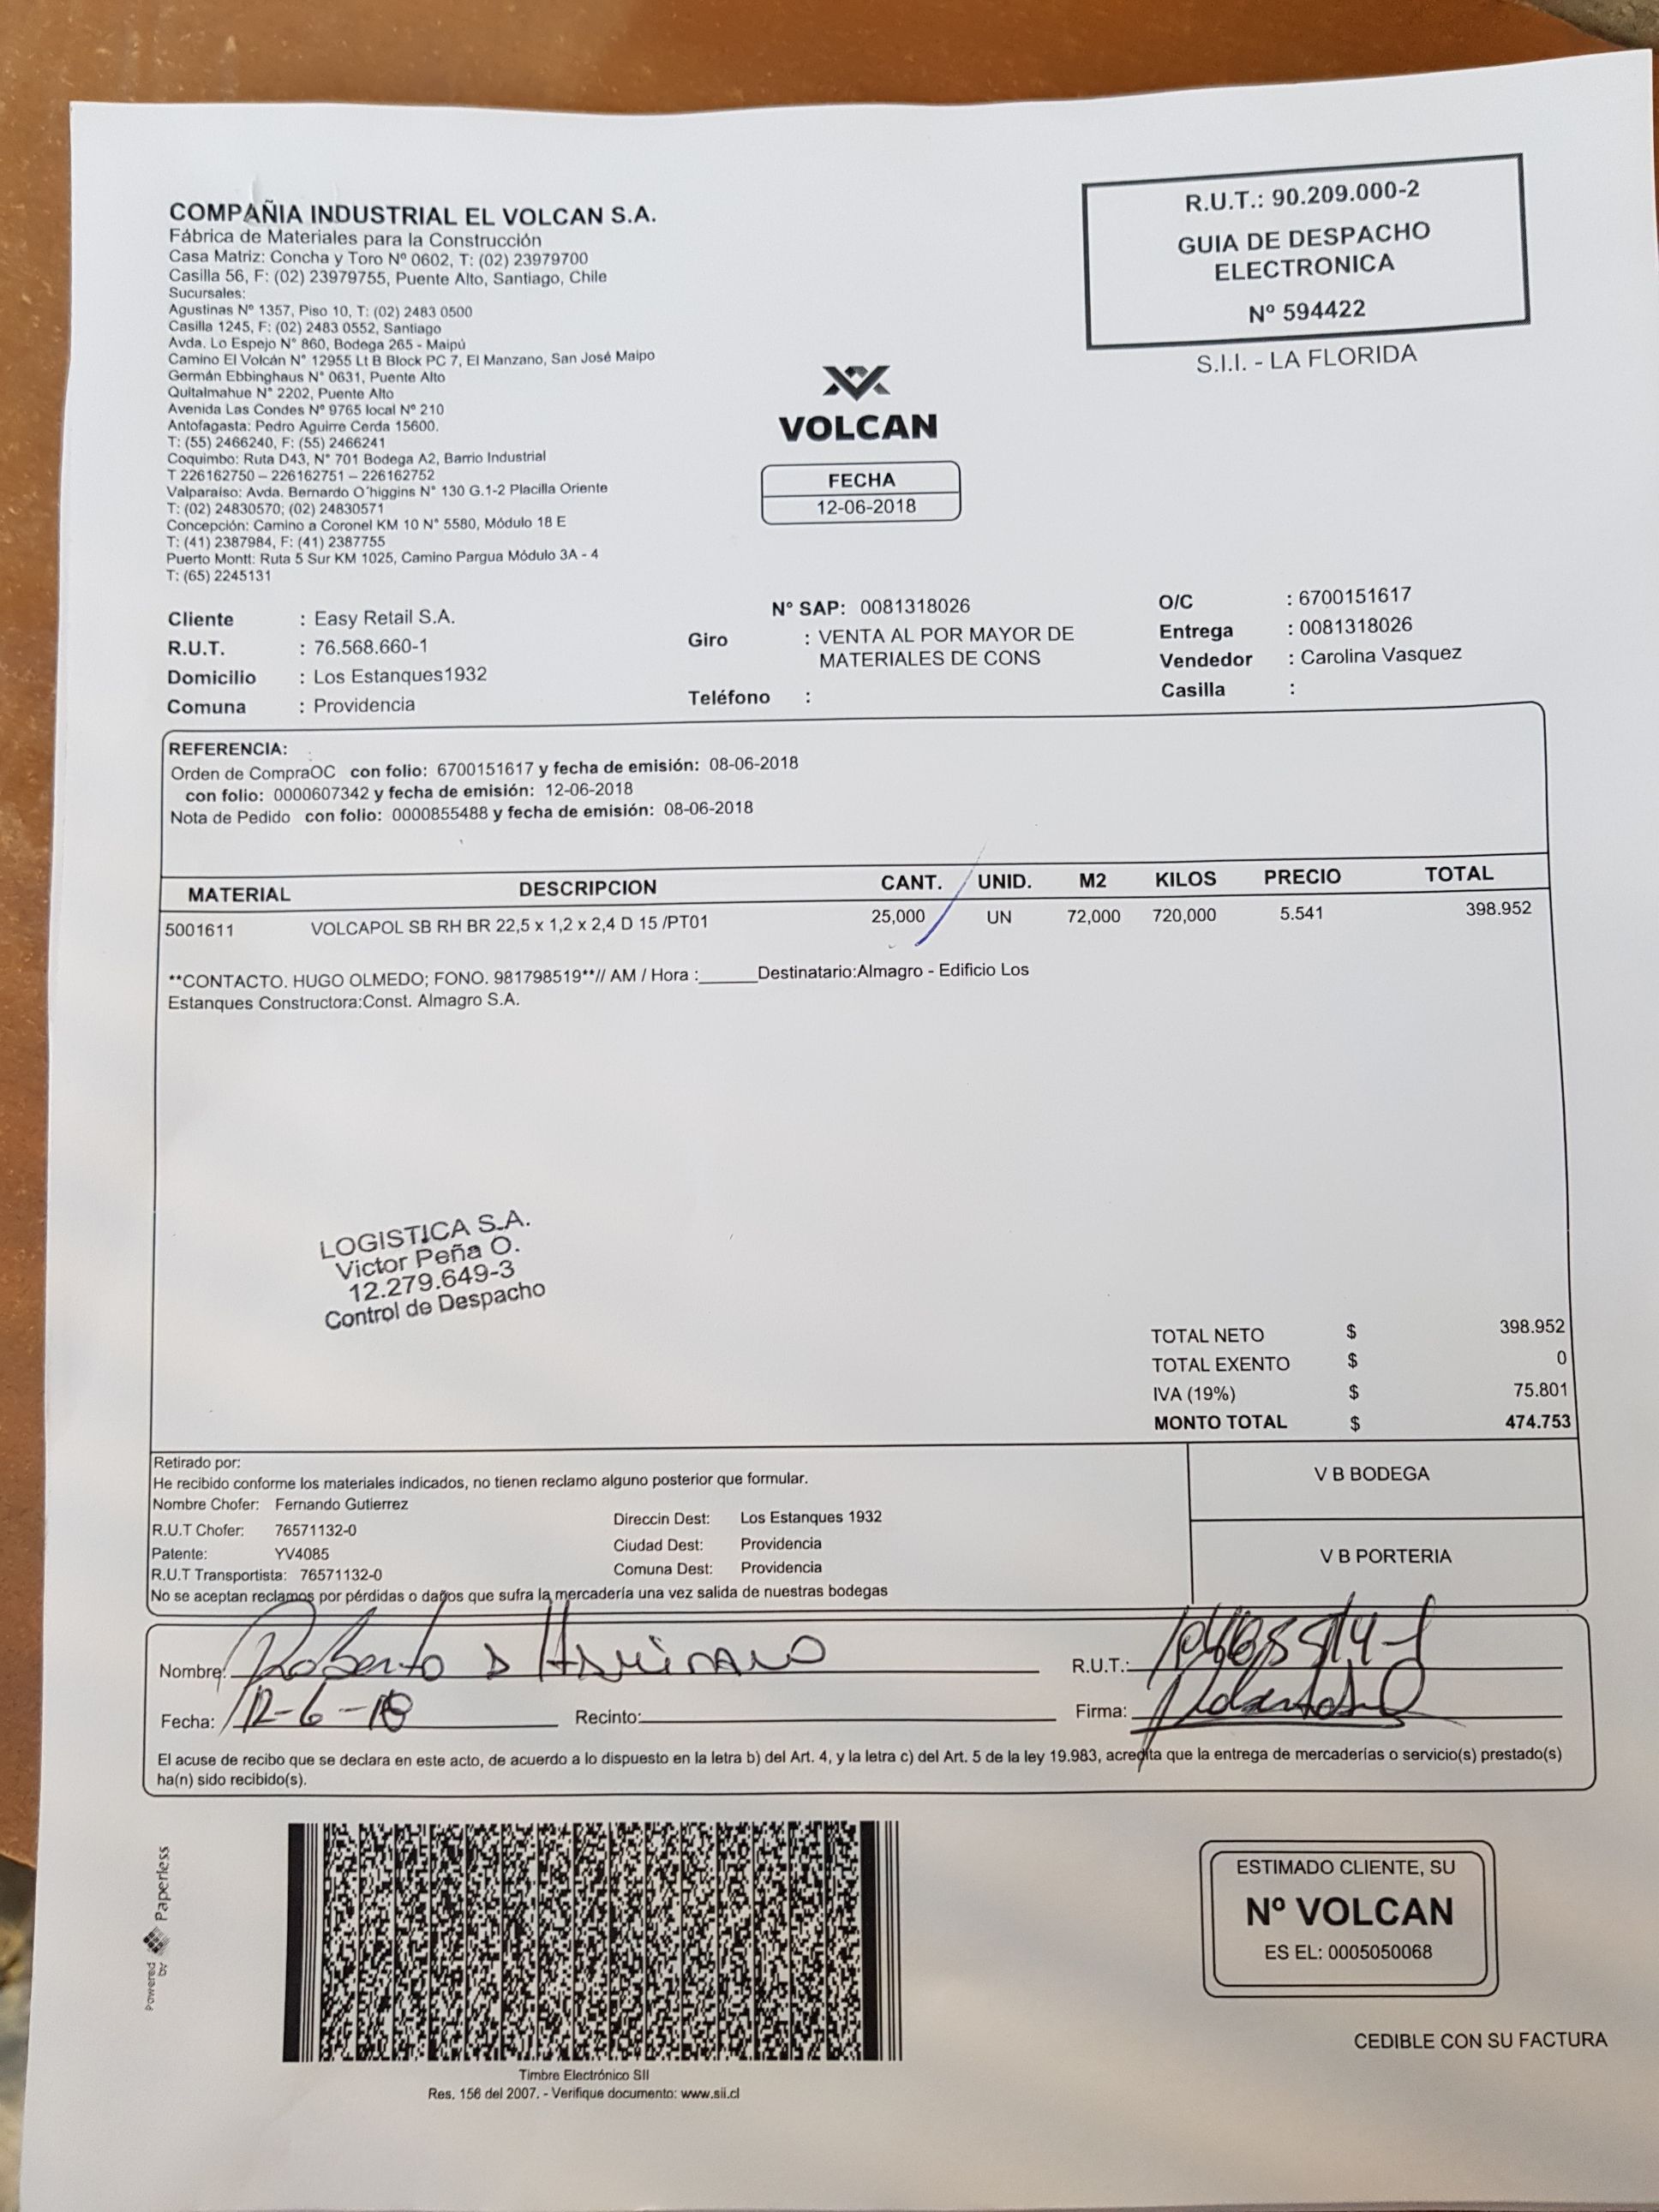 COMPAÑIA INDUSTRIAL EL VOLCAN S.A.
Fábrica de Materiales para la Construcción
Casa Matriz: Concha y Toro Nº 0602, T: (02) 23979700
Casilla 56, F: (02) 23979755, Puente Alto, Santiago, Chile
Sucursales:
Agustinas Nº 1357, Piso 10, T: (02) 2483 0500
Casilla 1245, F: (02) 2483 0552, Santiago
Avda. Lo Espejo N° 860, Bodega 265 - Maipú
Camino El Volcán N° 12955 Lt B Block PC 7, El Manzano, San José Maipo
Germán Ebbinghaus N° 0631, Puente Alto
Quitalmahue N° 2202, Puente Alto
Avenida Las Condes Nº 9765 local Nº 210
Antofagasta: Pedro Aguirre Cerda 15600.
T: (55) 2466240, F: (55) 2466241
Coquimbo: Ruta D43, N° 701 Bodega A2, Barrio Industrial
T 226162750 – 226162751 – 226162752
Valparaíso: Avda. Bernardo O´higgins N° 130 G.1-2 Placilla Oriente
T: (02) 24830570; (02) 24830571
Concepción: Camino a Coronel KM 10 N° 5580, Módulo 18 E
T: (41) 2387984, F: (41) 2387755
Puerto Montt: Ruta 5 Sur KM 1025, Camino Pargua Módulo 3A - 4
T: (65) 2245131
R.U.T.: 90.209.000-2
GUIA DE DESPACHO
ELECTRONICA
Nº 594422
S.I.I. - LA FLORIDA
VOLCAN
FECHA
12-06-2018
Cliente : Easy Retail S.A.
R.U.T. : 76.568.660-1
Domicilio : Los Estanques1932
Comuna : Providencia
N° SAP: 0081318026
Giro : VENTA AL POR MAYOR DE
MATERIALES DE CONS
Teléfono :
O/C : 6700151617
Entrega : 0081318026
Vendedor : Carolina Vasquez
Casilla :
REFERENCIA:
Orden de CompraOC con folio: 6700151617 y fecha de emisión: 08-06-2018
con folio: 0000607342 y fecha de emisión: 12-06-2018
Nota de Pedido con folio: 0000855488 y fecha de emisión: 08-06-2018
MATERIAL DESCRIPCION CANT. UNID. M2 KILOS PRECIO TOTAL
5001611 VOLCAPOL SB RH BR 22,5 x 1,2 x 2,4 D 15 /PT01 25,000 UN 72,000 720,000 5.541 398.952
**CONTACTO. HUGO OLMEDO; FONO. 981798519**// AM / Hora :______Destinatario:Almagro - Edificio Los
Estanques Constructora:Const. Almagro S.A.
LOGISTICA S.A.
Victor Peña O.
12.279.649-3
Control de Despacho
TOTAL NETO $ 398.952
TOTAL EXENTO $ 0
IVA (19%) $ 75.801
MONTO TOTAL $ 474.753
Retirado por:
He recibido conforme los materiales indicados, no tienen reclamo alguno posterior que formular.
Nombre Chofer: Fernando Gutierrez
R.U.T Chofer: 76571132-0
Patente: YV4085
R.U.T Transportista: 76571132-0
Direccin Dest: Los Estanques 1932
Ciudad Dest: Providencia
Comuna Dest: Providencia
No se aceptan reclamos por pérdidas o daños que sufra la mercadería una vez salida de nuestras bodegas
V B BODEGA
V B PORTERIA
Nombre: Roberto
R.U.T.:
Fecha: 12-6-18
Recinto:
Firma:
El acuse de recibo que se declara en este acto, de acuerdo a lo dispuesto en la letra b) del Art. 4, y la letra c) del Art. 5 de la ley 19.983, acredita que la entrega de mercaderías o servicio(s) prestado(s)
ha(n) sido recibido(s).
Powered by Paperless
Timbre Electrónico SII
Res. 156 del 2007. - Verifique documento: www.sii.cl
ESTIMADO CLIENTE, SU
Nº VOLCAN
ES EL: 0005050068
CEDIBLE CON SU FACTURA